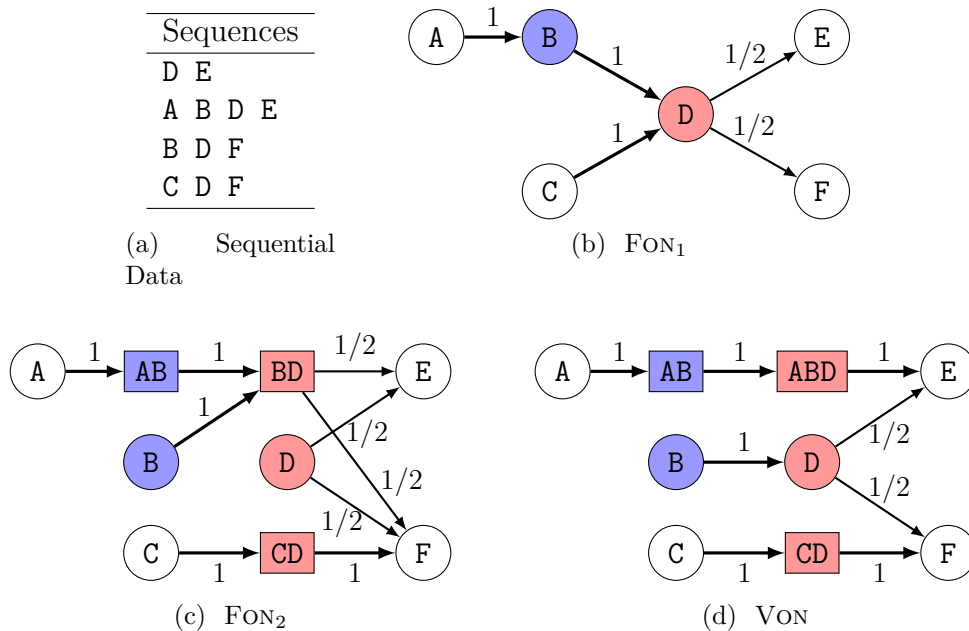 Sequences
D E
A B D E
B D F
C D F
(a) Sequential
Data
A 1 B 1 1/2 E
D
C 1 1/2 F
(b) FON1
A 1 AB 1 BD 1/2 E
1 1/2
B D
1/2 1/2
C 1 CD 1 F
(c) FON2
A 1 AB 1 ABD 1 E
B 1 D 1/2
1/2
C 1 CD 1 F
(d) VON